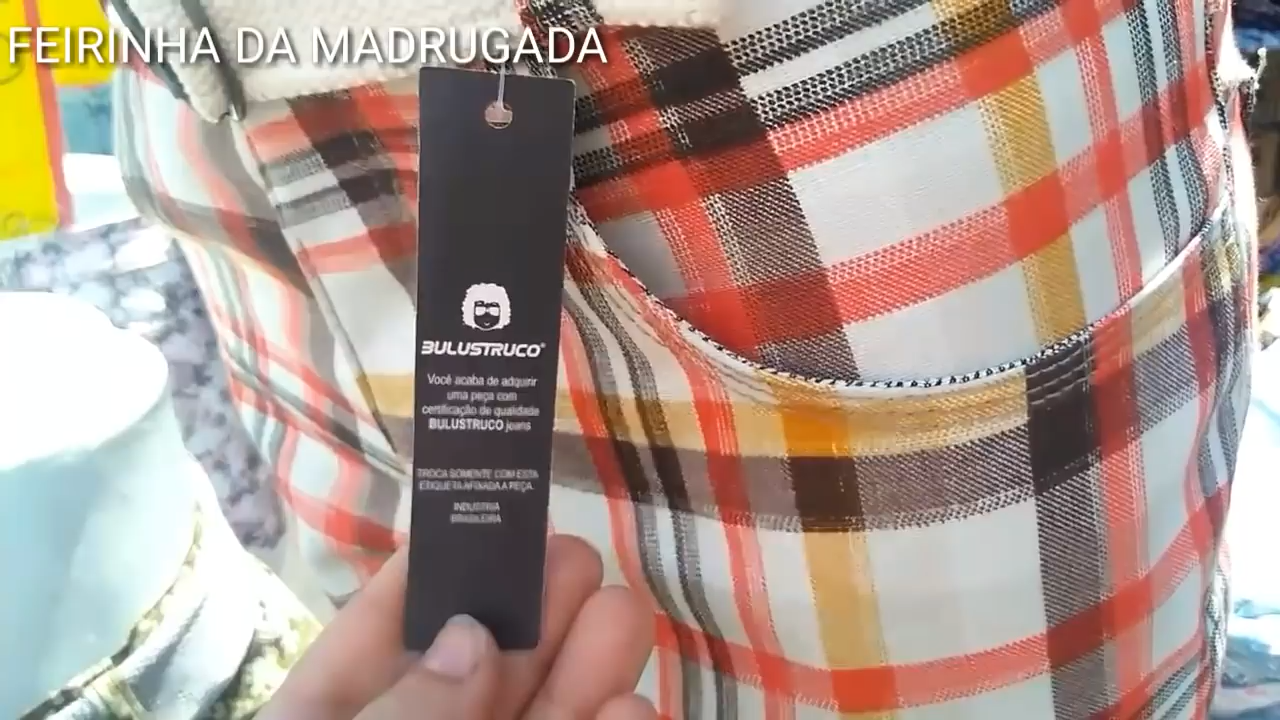 FEIRINHA DA MADRUGADA
BULUSTRUCO®
Você acaba de adquirir
uma peça com
certificação de qualidade
BULUSTRUCO jeans
TROCA SOMENTE COM ESTA
ETIQUETA AFIXADA A PEÇA.
INDUSTRIA
BRASILEIRA